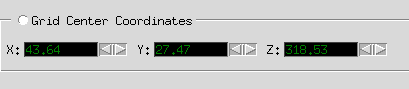 Grid Center Coordinates
X: 43.64 Y: 27.47 Z: 318.53